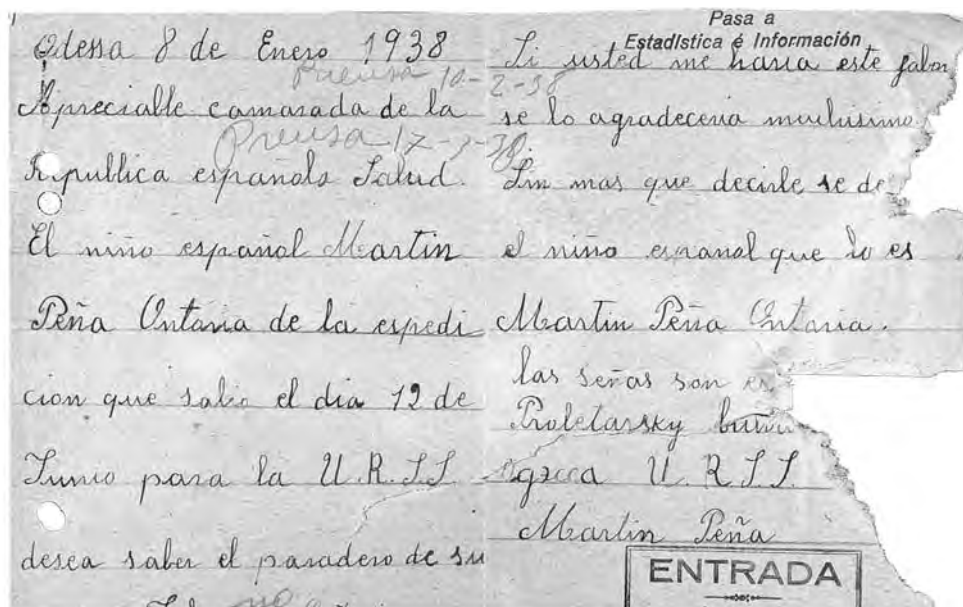 Odessa 8 de Enero 1938
Prensa 10-2-38
Apreciable camarada de la
Prensa 17-2-38
Republica española Salud.
El niño español Martin
Peña Ontaria de la espedi
cion que salio el dia 12 de
Junio para la U.R.S.S
desea saber el paradero de su
Pasa a
Estadística é Información
Si usted me haria este fabor
se lo agradeceria muchisimo.
Sin mas que decirle se de
el niño espanol que lo es
Martin Peña Ontaria.
las señas son es
Proletarsky
U.R.S.S.
Martin Peña
ENTRADA